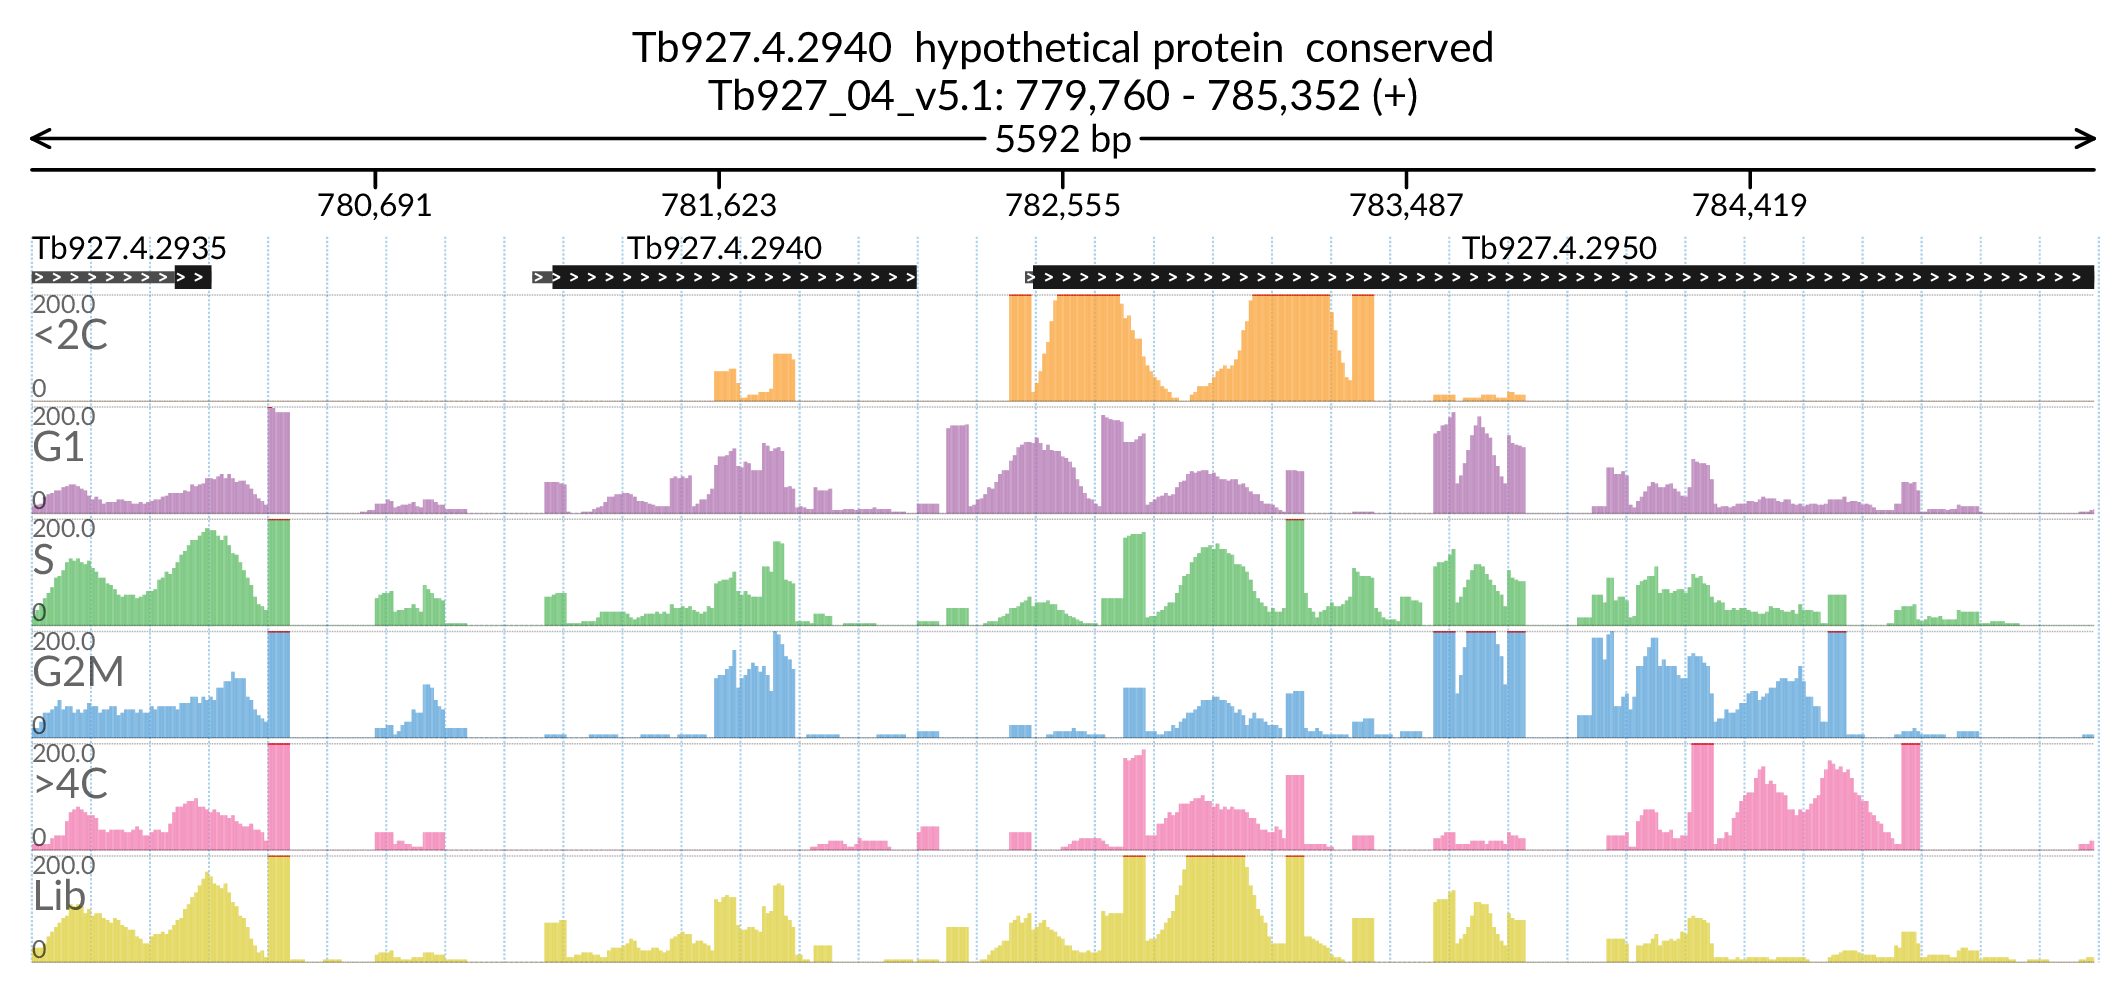 Tb927.4.2940  hypothetical protein  conserved
Tb927_04_v5.1: 779,760 - 785,352 (+)
5592 bp
780,691 781,623 782,555 783,487 784,419
Tb927.4.2935 Tb927.4.2940 Tb927.4.2950
200.0
<2C
0
200.0
G1
0
200.0
S
0
200.0
G2M
0
200.0
>4C
0
200.0
Lib
0